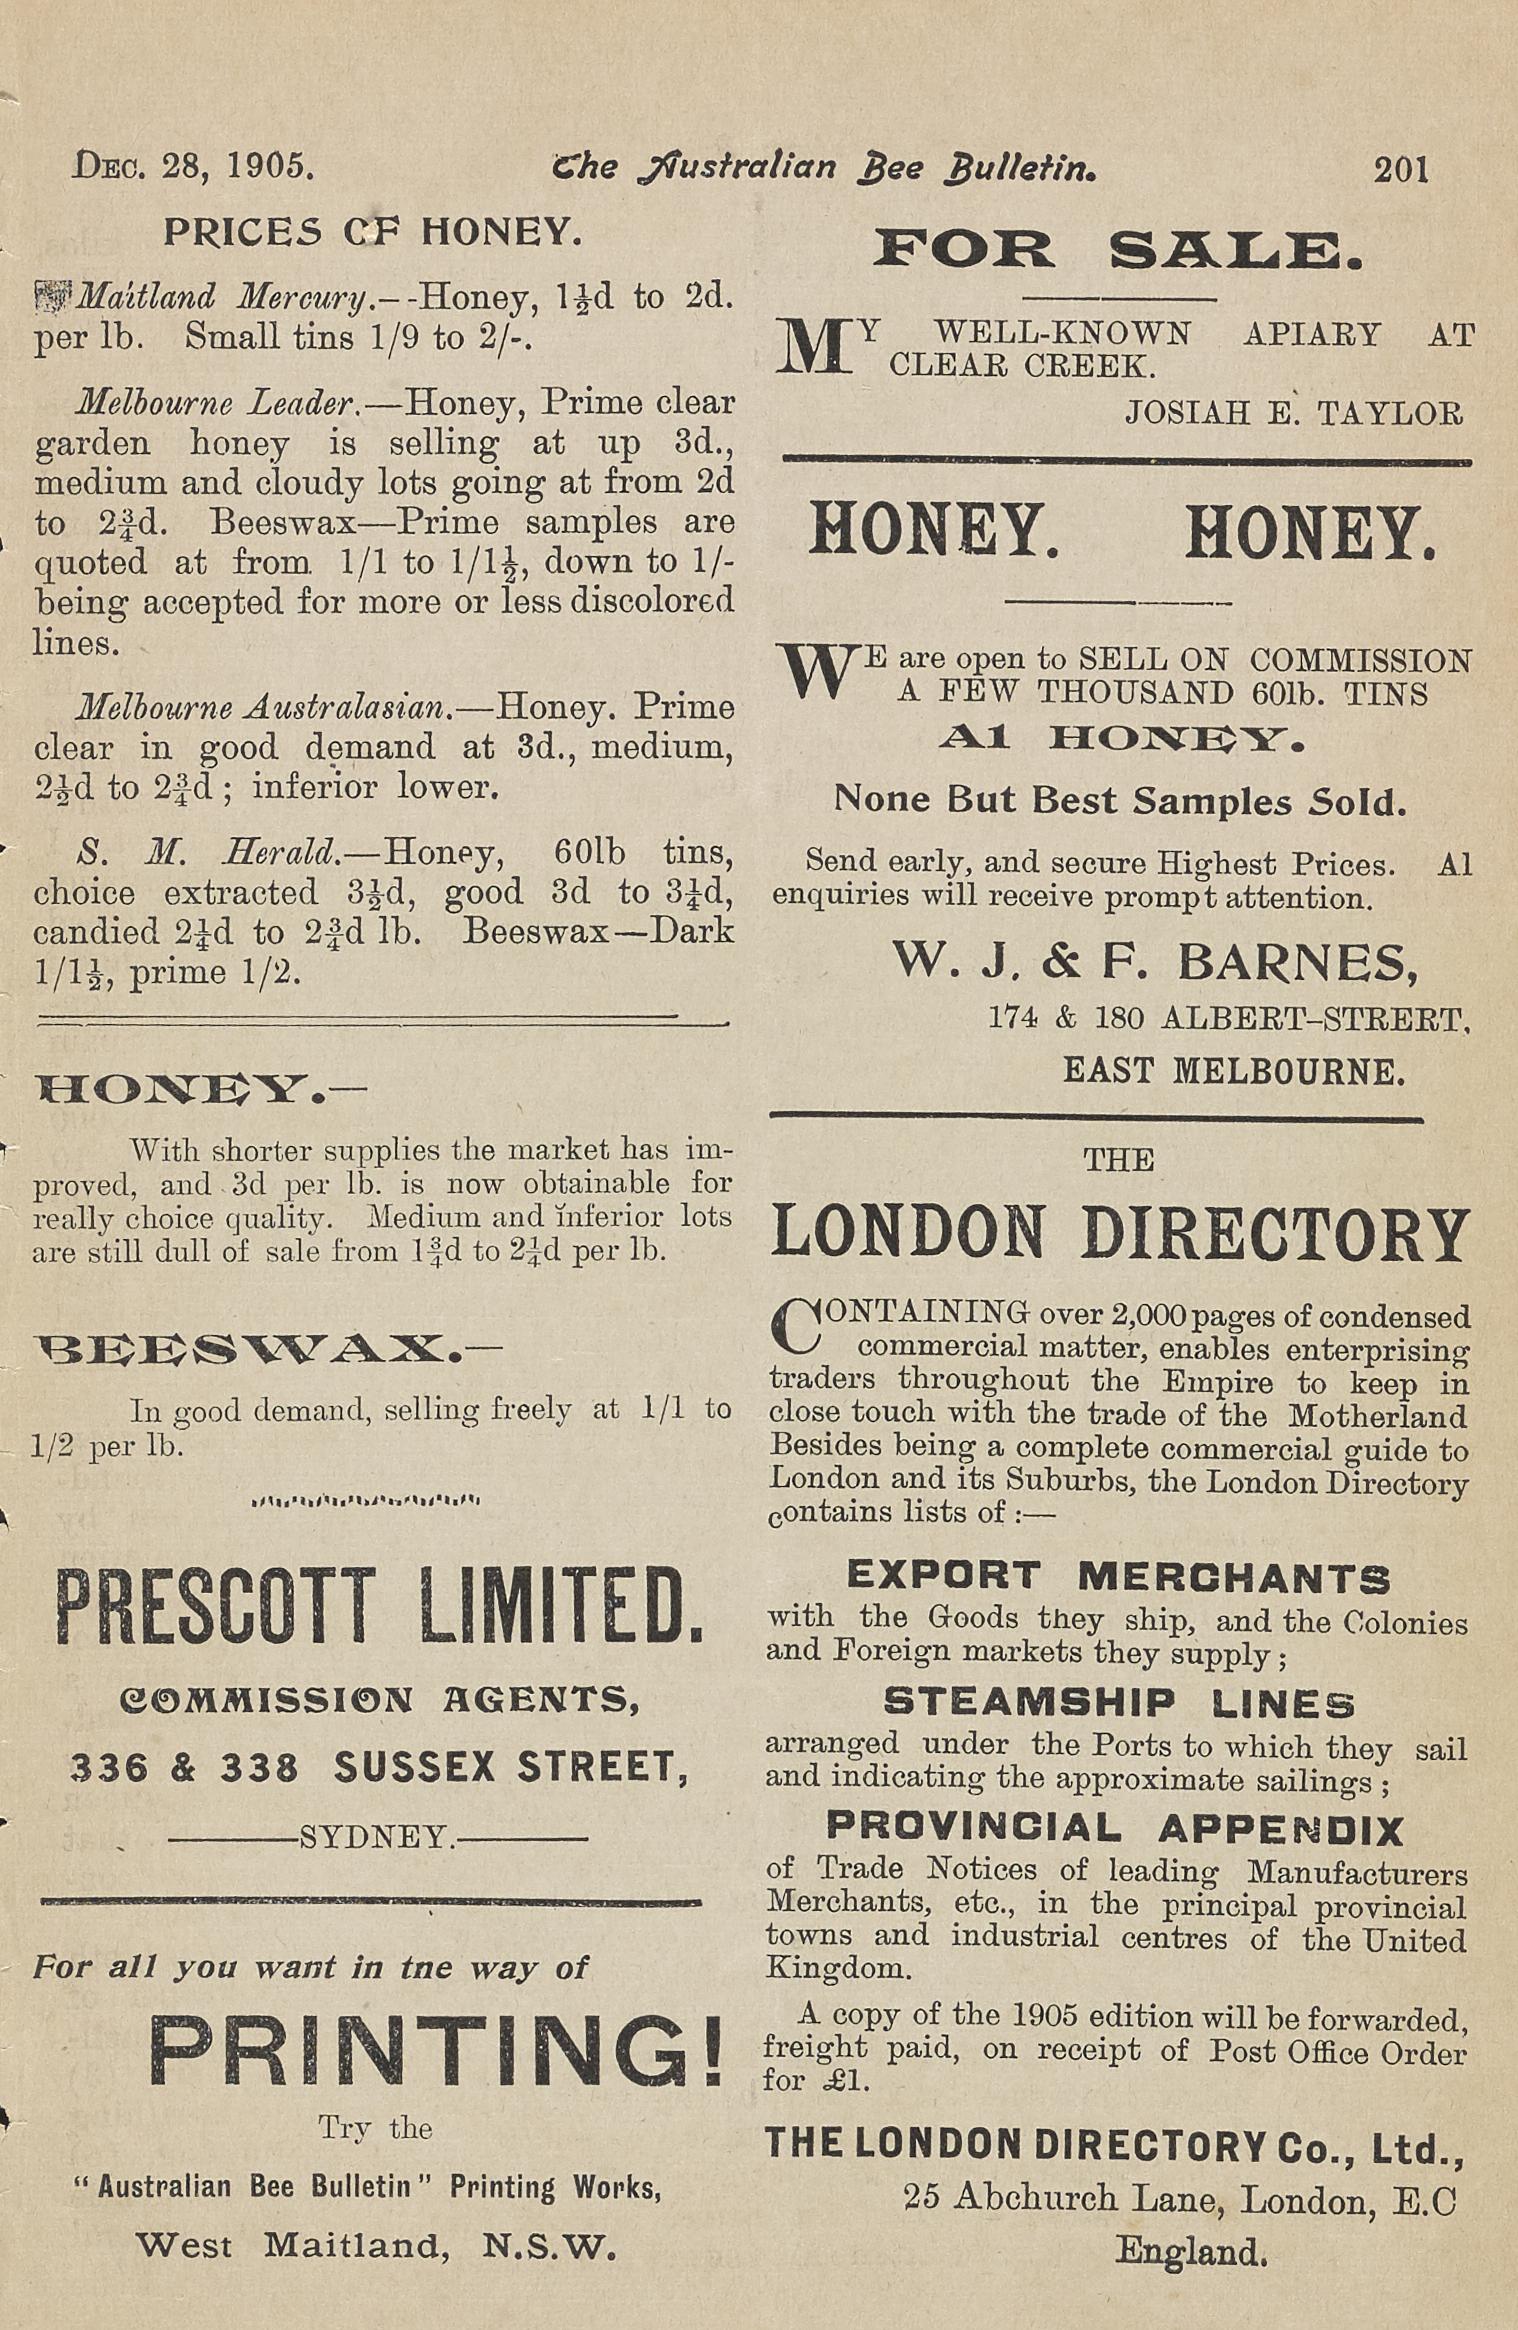 DEC. 28, 1905. The Australian Bee Bulletin. 201
PRICES OF HONEY.
Maitland Mercury.--Honey, 1½d to 2d.
per lb. Small tins 1/9 to 2/-.
Melbourne Leader.—Honey, Prime clear
garden honey is selling at up 3d.,
medium and cloudy lots going at from 2d
to 2¾d. Beeswax—Prime samples are
quoted at from 1/1 to 1/1½, down to 1/-
being accepted for more or less discolored
lines.
Melbourne Australasian.—Honey. Prime
clear in good demand at 3d., medium,
2½d to 2¾d ; inferior lower.
S. M. Herald.—Honey, 60lb tins,
choice extracted 3½d, good 3d to 3¼d,
candied 2¼d to 2¾d lb. Beeswax—Dark
1/1½, prime 1/2.
HONEY.—
With shorter supplies the market has im-
proved, and 3d per lb. is now obtainable for
really choice quality. Medium and inferior lots
are still dull of sale from 1¾d to 2¼d per lb.
BEESWAX.—
In good demand, selling freely at 1/1 to
1/2 per lb.
PRESCOTT LIMITED.
COMMISSION AGENTS,
336 & 338 SUSSEX STREET,
SYDNEY.
For all you want in tne way of
PRINTING!
Try the
"Australian Bee Bulletin" Printing Works,
West Maitland, N.S.W.
FOR SALE.
MY WELL-KNOWN APIARY AT
CLEAR CREEK.
JOSIAH E. TAYLOR
HONEY. HONEY.
WE are open to SELL ON COMMISSION
A FEW THOUSAND 60lb. TINS
A1 HONEY.
None But Best Samples Sold.
Send early, and secure Highest Prices. Al
enquiries will receive prompt attention.
W. J. & F. BARNES,
174 & 180 ALBERT-STRERT,
EAST MELBOURNE.
THE
LONDON DIRECTORY
CONTAINING over 2,000 pages of condensed
commercial matter, enables enterprising
traders throughout the Empire to keep in
close touch with the trade of the Motherland
Besides being a complete commercial guide to
London and its Suburbs, the London Directory
contains lists of :—
EXPORT MERCHANTS
with the Goods they ship, and the Colonies
and Foreign markets they supply ;
STEAMSHIP LINES
arranged under the Ports to which they sail
and indicating the approximate sailings ;
PROVINCIAL APPENDIX
of Trade Notices of leading Manufacturers
Merchants, etc., in the principal provincial
towns and industrial centres of the United
Kingdom.
A copy of the 1905 edition will be forwarded,
freight paid, on receipt of Post Office Order
for £1.
THE LONDON DIRECTORY Co., Ltd.,
25 Abchurch Lane, London, E.C
England.